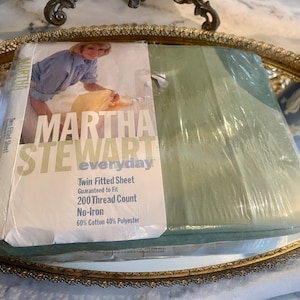 MARTHA
STEWART
everyday
Twin Fitted Sheet
Guaranteed to Fit
200 Thread Count
No-Iron
60% Cotton 40% Polyester